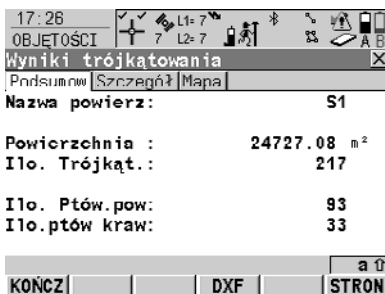 17:26 L1= 7
OBJĘTOŚCI 7 L2= 7 A B
Wyniki trójkątowania X
Podsumow Szczegół Mapa
Nazwa powierz: S1
Powierzchnia : 24727.08 m²
Ilo. Trójkąt.: 217
Ilo. Ptów.pow: 93
Ilo.ptów kraw: 33
a ⇧
KOŃCZ DXF STRON